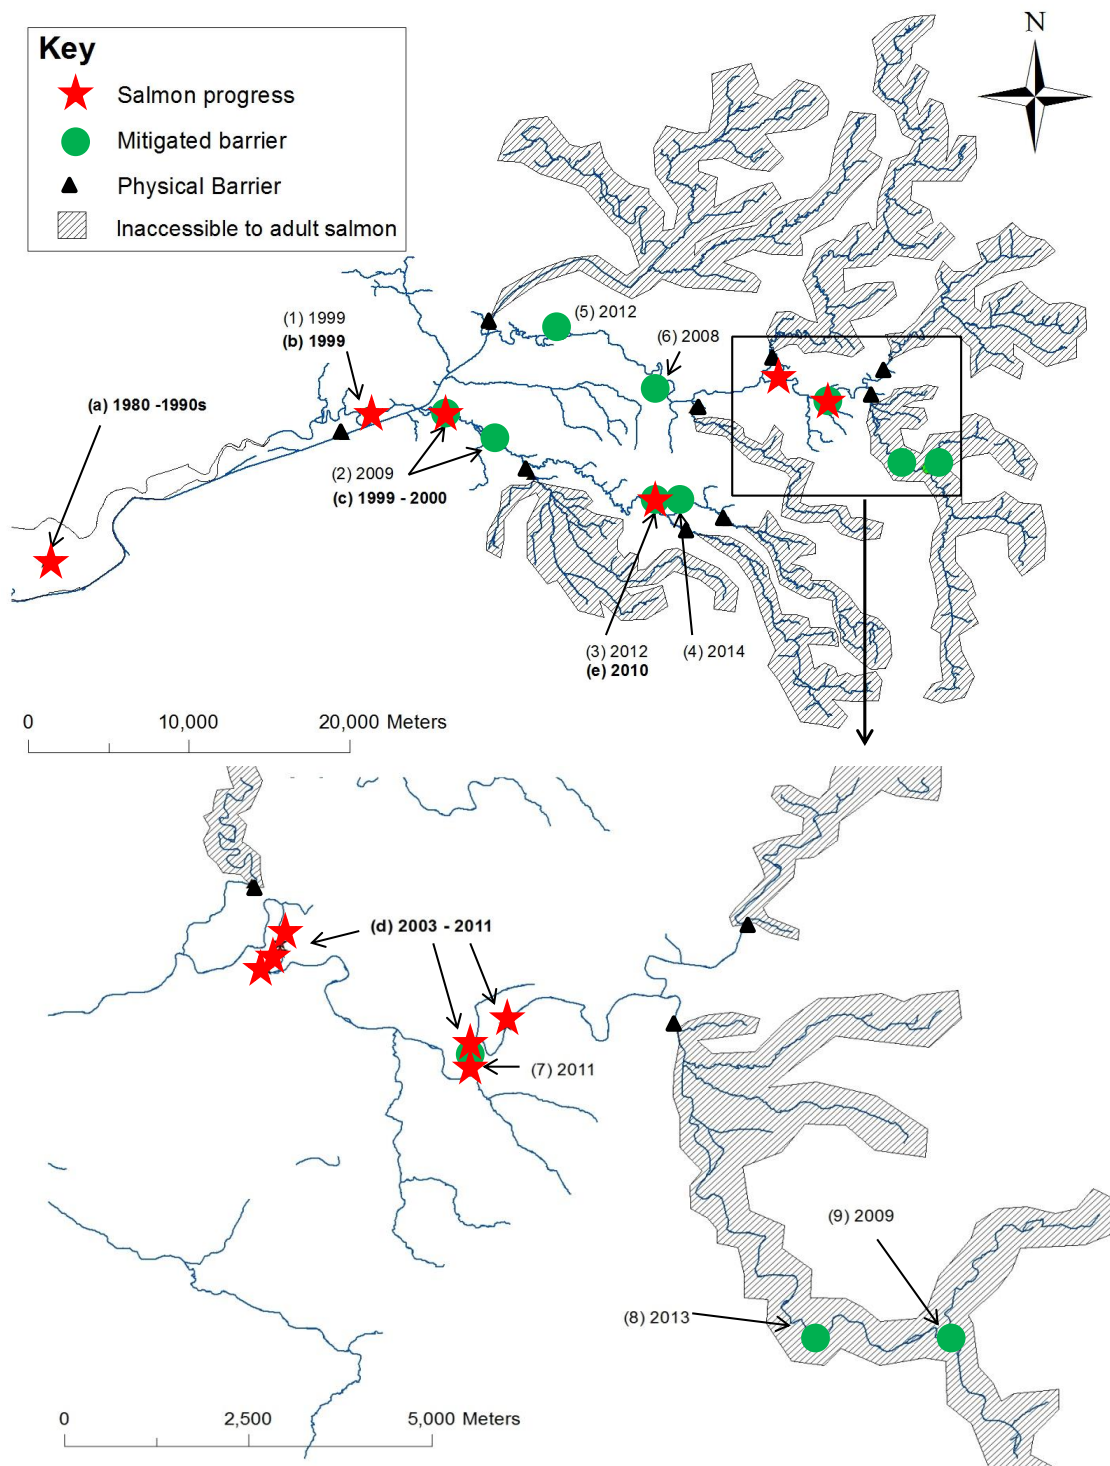 Key
Salmon progress
Mitigated barrier
Physical Barrier
Inaccessible to adult salmon
N
(1) 1999
(b) 1999
(5) 2012
(6) 2008
(a) 1980 -1990s
(2) 2009
(c) 1999 - 2000
(3) 2012
(e) 2010
(4) 2014
0 10,000 20,000 Meters
(d) 2003 - 2011
(7) 2011
(9) 2009
(8) 2013
0 2,500 5,000 Meters